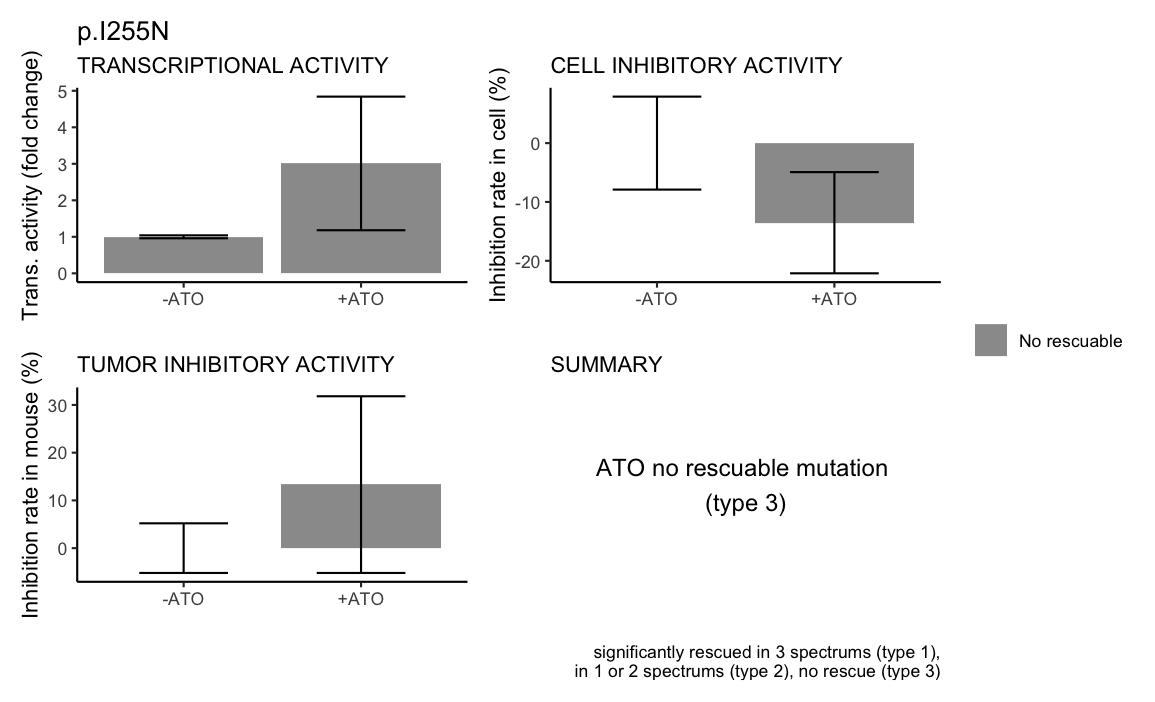 p.I255N
TRANSCRIPTIONAL ACTIVITY
Trans. activity (fold change)
5
4
3
2
1
0
-ATO
+ATO
CELL INHIBITORY ACTIVITY
Inhibition rate in cell (%)
0
-10
-20
-ATO
+ATO
No rescuable
TUMOR INHIBITORY ACTIVITY
Inhibition rate in mouse (%)
30
20
10
0
-ATO
+ATO
SUMMARY
ATO no rescuable mutation
(type 3)
significantly rescued in 3 spectrums (type 1),
in 1 or 2 spectrums (type 2), no rescue (type 3)